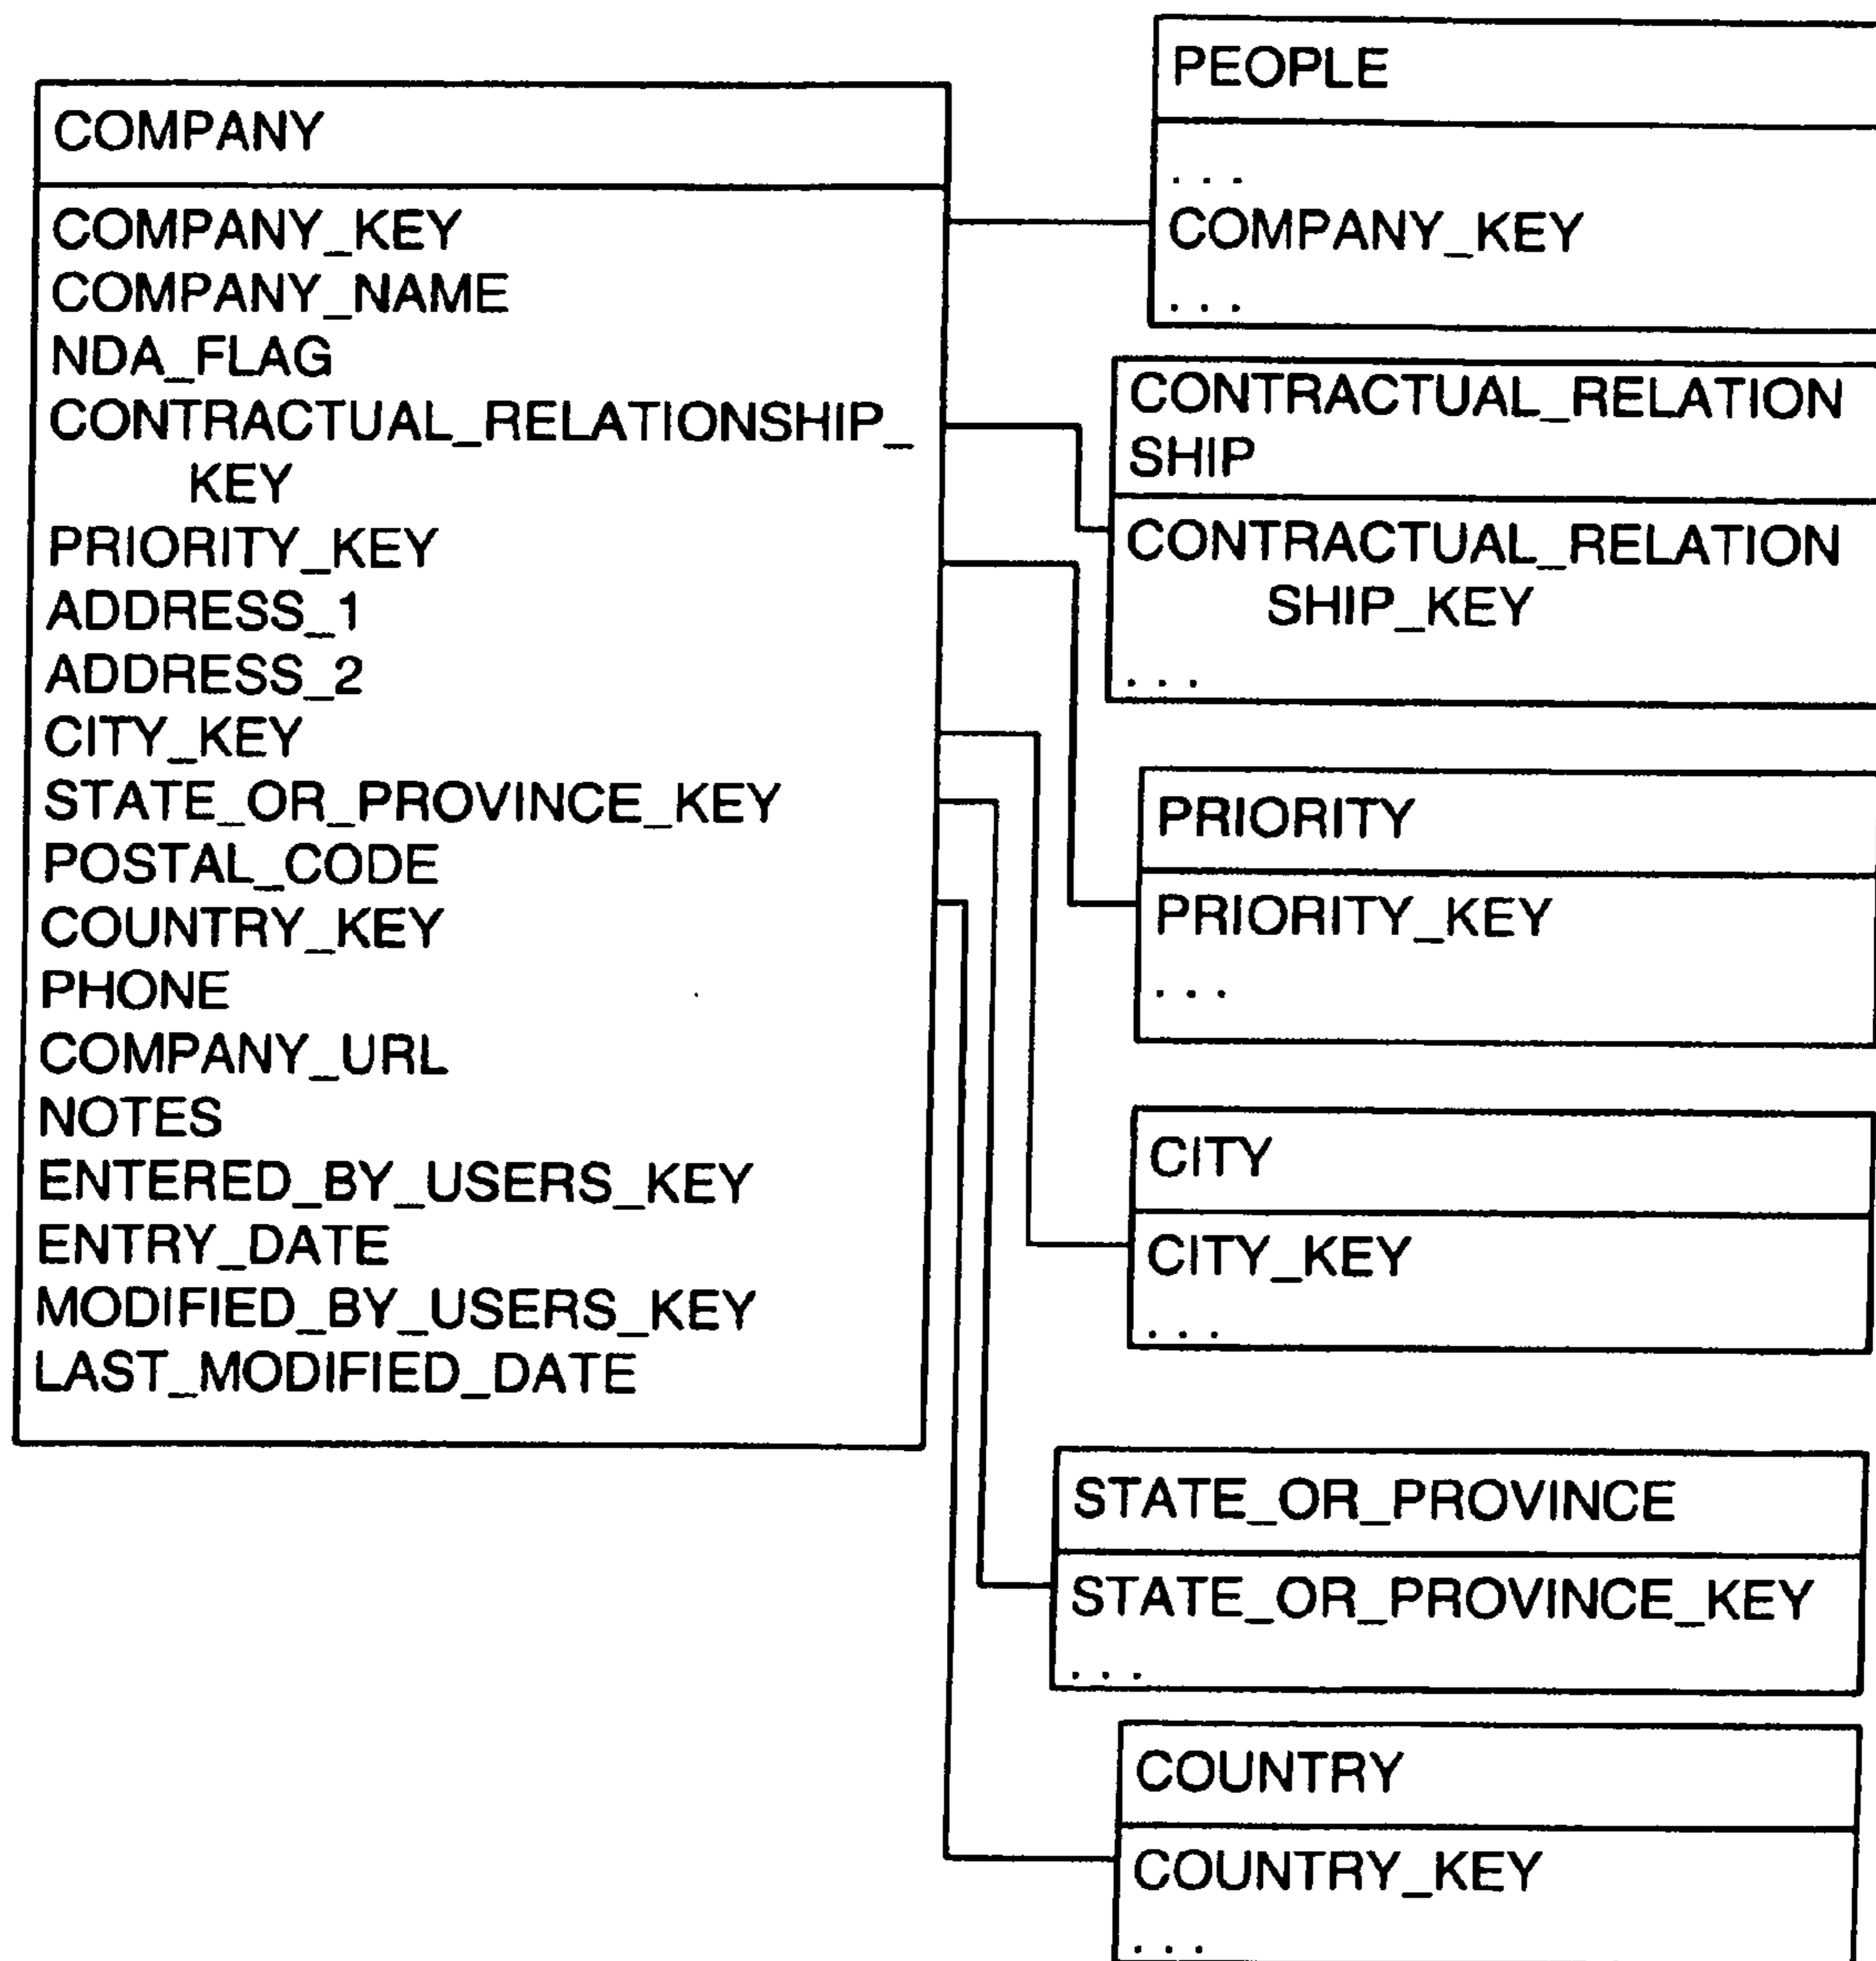 COMPANY
COMPANY_KEY
COMPANY_NAME
NDA_FLAG
CONTRACTUAL_RELATIONSHIP_
KEY
PRIORITY_KEY
ADDRESS_1
ADDRESS_2
CITY_KEY
STATE_OR_PROVINCE_KEY
POSTAL_CODE
COUNTRY_KEY
PHONE
COMPANY_URL
NOTES
ENTERED_BY_USERS_KEY
ENTRY_DATE
MODIFIED_BY_USERS_KEY
LAST_MODIFIED_DATE
PEOPLE
. . .
COMPANY_KEY
. . .
CONTRACTUAL_RELATION
SHIP
CONTRACTUAL_RELATION
SHIP_KEY
. . .
PRIORITY
PRIORITY_KEY
. . .
CITY
CITY_KEY
. . .
STATE_OR_PROVINCE
STATE_OR_PROVINCE_KEY
. . .
COUNTRY
COUNTRY_KEY
. . .